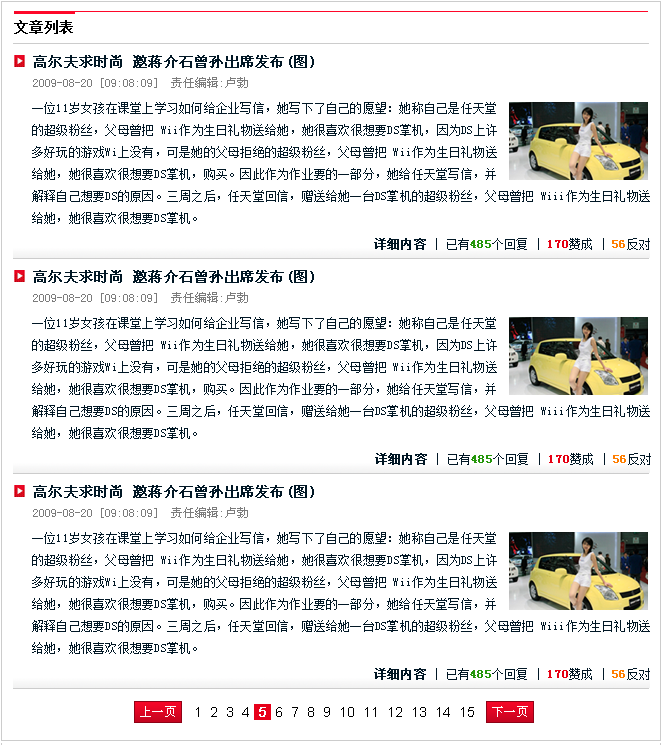 文章列表
高尔夫求时尚 邀蒋介石曾孙出席发布(图)
2009-08-20 [09:08:09] 责任编辑:卢勃
一位11岁女孩在课堂上学习如何给企业写信，她写下了自己的愿望：她称自己是任天堂
的超级粉丝，父母曾把 Wii作为生日礼物送给她，她很喜欢很想要DS掌机，因为DS上许
多好玩的游戏Wi上没有，可是她的父母拒绝的超级粉丝，父母曾把 Wii作为生日礼物送
给她，她很喜欢很想要DS掌机，购买。因此作为作业要的一部分，她给任天堂写信，并
解释自己想要DS的原因。三周之后，任天堂回信，赠送给她一台DS掌机的超级粉丝，父母曾把 Wiii作为生日礼物送
给她，她很喜欢很想要DS掌机。
详细内容 | 已有485个回复 | 170赞成 | 56反对
高尔夫求时尚 邀蒋介石曾孙出席发布(图)
2009-08-20 [09:08:09] 责任编辑:卢勃
一位11岁女孩在课堂上学习如何给企业写信，她写下了自己的愿望：她称自己是任天堂
的超级粉丝，父母曾把 Wii作为生日礼物送给她，她很喜欢很想要DS掌机，因为DS上许
多好玩的游戏Wi上没有，可是她的父母拒绝的超级粉丝，父母曾把 Wii作为生日礼物送
给她，她很喜欢很想要DS掌机，购买。因此作为作业要的一部分，她给任天堂写信，并
解释自己想要DS的原因。三周之后，任天堂回信，赠送给她一台DS掌机的超级粉丝，父母曾把 Wiii作为生日礼物送
给她，她很喜欢很想要DS掌机。
详细内容 | 已有485个回复 | 170赞成 | 56反对
高尔夫求时尚 邀蒋介石曾孙出席发布(图)
2009-08-20 [09:08:09] 责任编辑:卢勃
一位11岁女孩在课堂上学习如何给企业写信，她写下了自己的愿望：她称自己是任天堂
的超级粉丝，父母曾把 Wii作为生日礼物送给她，她很喜欢很想要DS掌机，因为DS上许
多好玩的游戏Wi上没有，可是她的父母拒绝的超级粉丝，父母曾把 Wii作为生日礼物送
给她，她很喜欢很想要DS掌机，购买。因此作为作业要的一部分，她给任天堂写信，并
解释自己想要DS的原因。三周之后，任天堂回信，赠送给她一台DS掌机的超级粉丝，父母曾把 Wiii作为生日礼物送
给她，她很喜欢很想要DS掌机。
详细内容 | 已有485个回复 | 170赞成 | 56反对
上一页 1 2 3 4 5 6 7 8 9 10 11 12 13 14 15 下一页